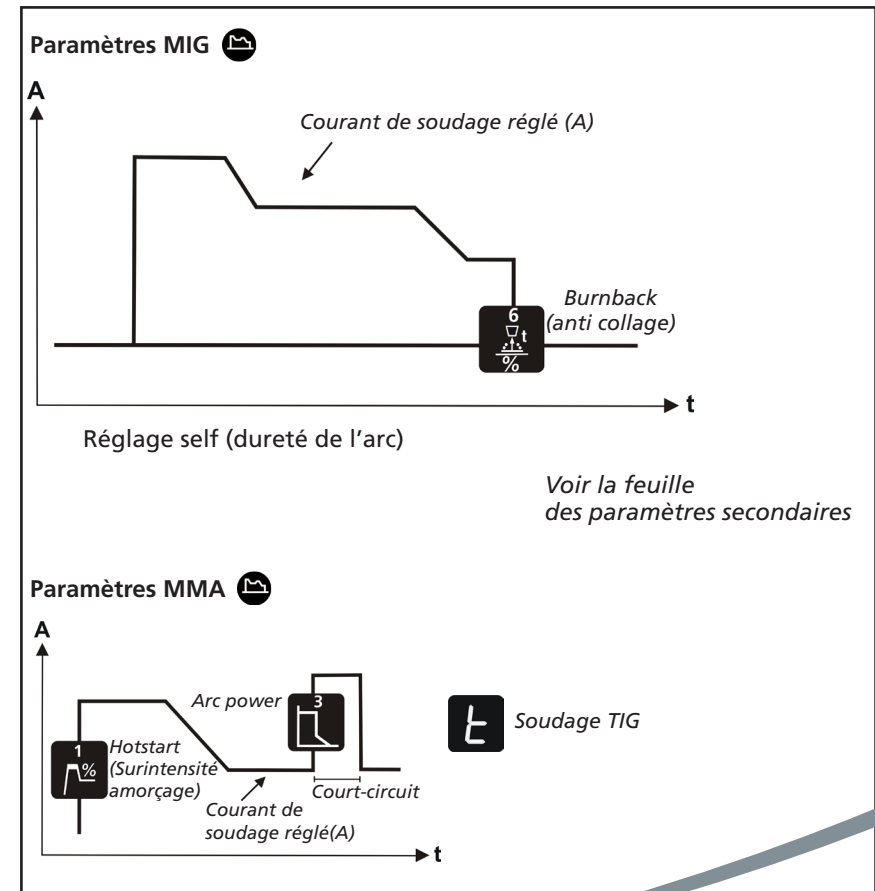 Paramètres MIG
A
Courant de soudage réglé (A)
Burnback
(anti collage)
6
t
%
t
Réglage self (dureté de l'arc)
Voir la feuille
des paramètres secondaires
Paramètres MMA
A
Arc power
3
t
Soudage TIG
1
%
Hotstart
(Surintensité
amorçage)
Court-circuit
Courant de
soudage réglé(A)
t